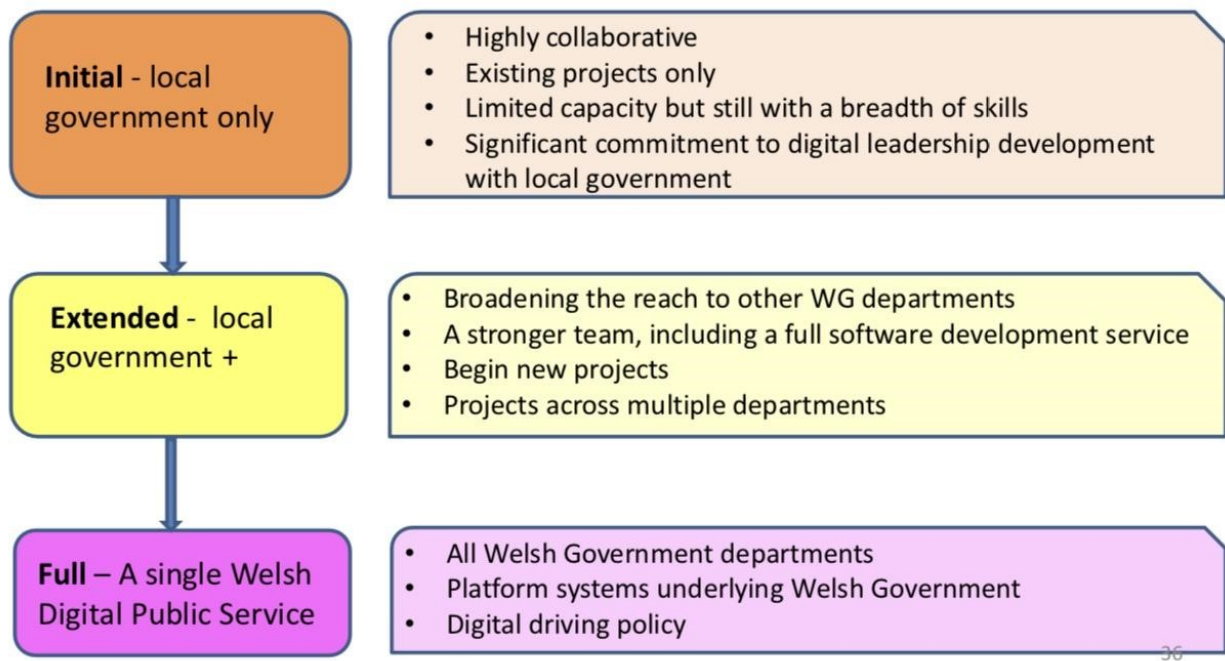 Initial - local
government only
• Highly collaborative
• Existing projects only
• Limited capacity but still with a breadth of skills
• Significant commitment to digital leadership development
with local government
Extended - local
government +
• Broadening the reach to other WG departments
• A stronger team, including a full software development service
• Begin new projects
• Projects across multiple departments
Full – A single Welsh
Digital Public Service
• All Welsh Government departments
• Platform systems underlying Welsh Government
• Digital driving policy
36